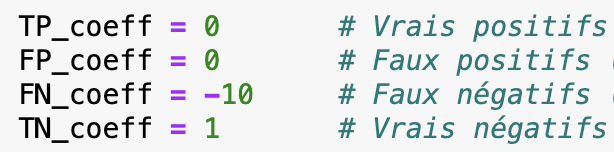 TP_coeff = 0 # Vrais positifs
FP_coeff = 0 # Faux positifs (
FN_coeff = -10 # Faux négatifs (
TN_coeff = 1 # Vrais négatifs